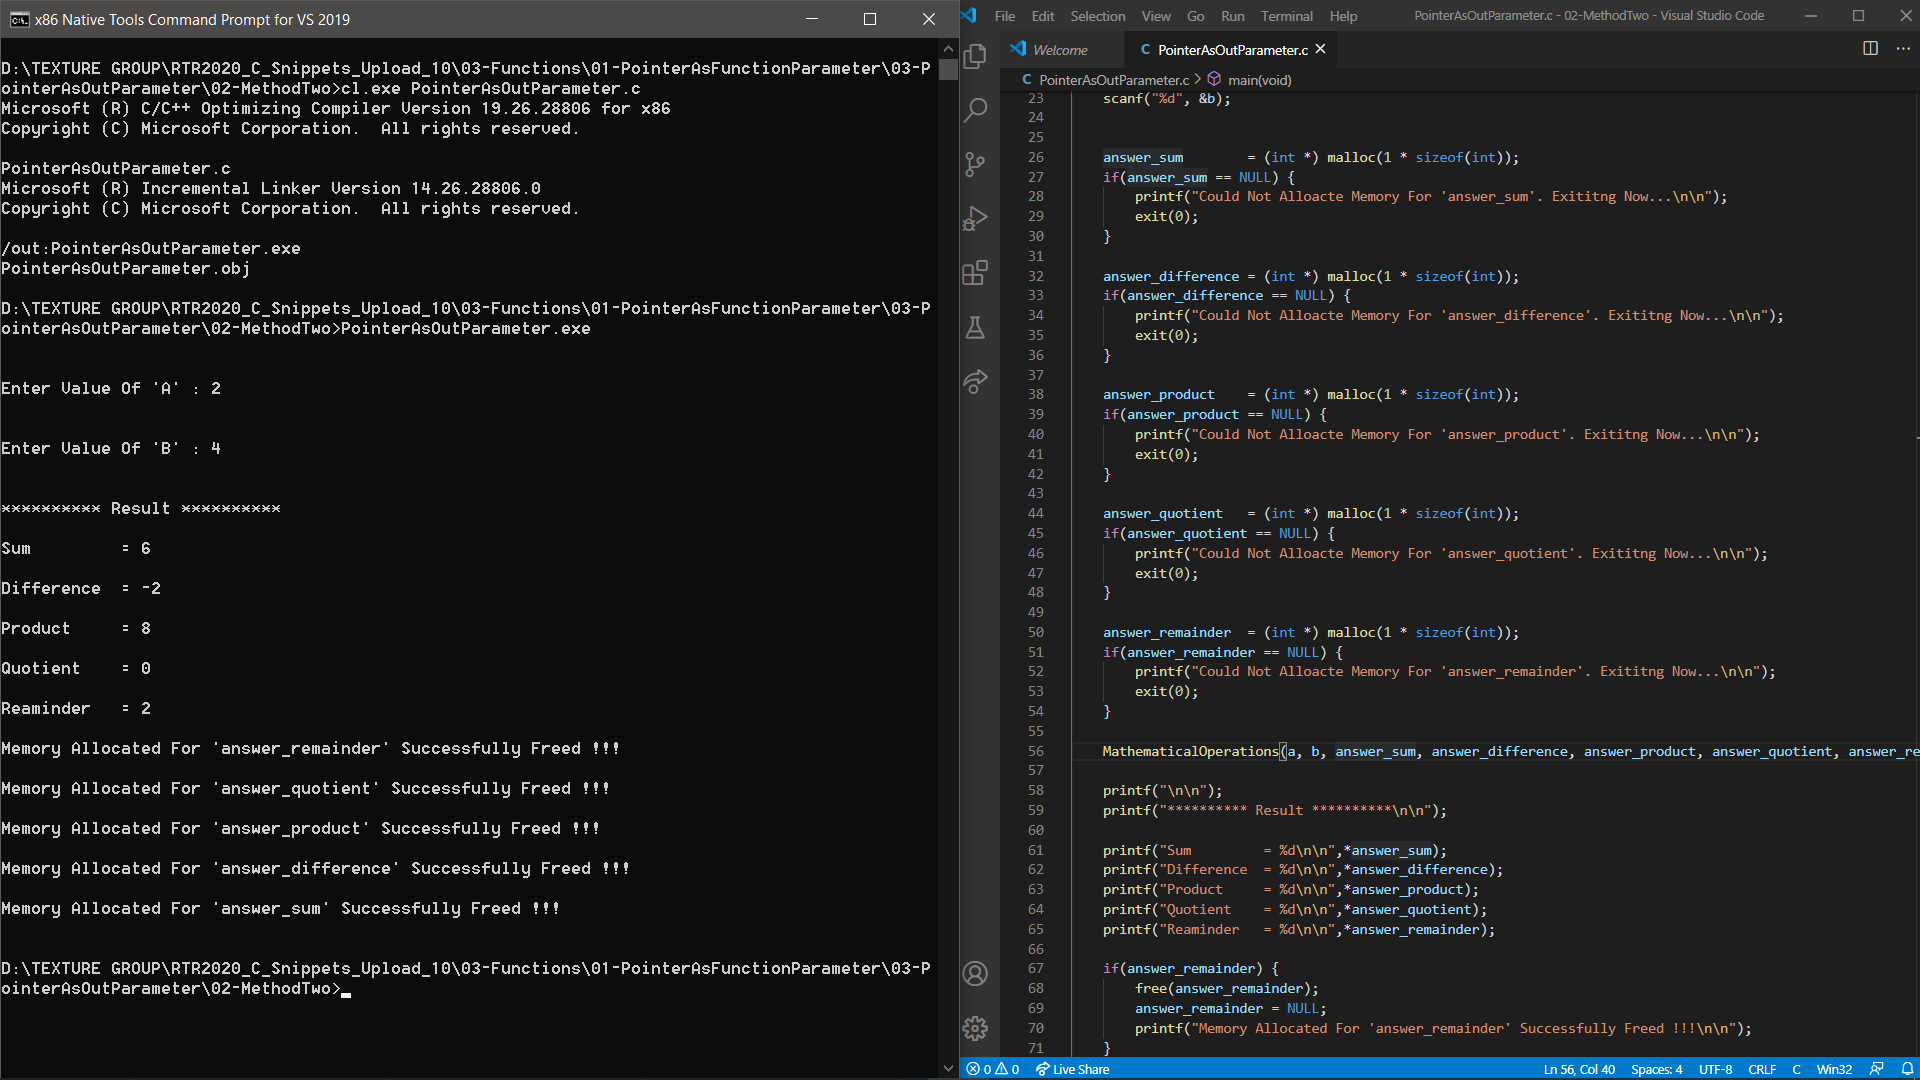 x86 Native Tools Command Prompt for VS 2019
D:\TEXTURE GROUP\RTR2020_C_Snippets_Upload_10\03-Functions\01-PointerAsFunctionParameter\03-P
ointerAsOutParameter\02-MethodTwo>cl.exe PointerAsOutParameter.c
Microsoft (R) C/C++ Optimizing Compiler Version 19.26.28806 for x86
Copyright (C) Microsoft Corporation.  All rights reserved.
PointerAsOutParameter.c
Microsoft (R) Incremental Linker Version 14.26.28806.0
Copyright (C) Microsoft Corporation.  All rights reserved.
/out:PointerAsOutParameter.exe
PointerAsOutParameter.obj
D:\TEXTURE GROUP\RTR2020_C_Snippets_Upload_10\03-Functions\01-PointerAsFunctionParameter\03-P
ointerAsOutParameter\02-MethodTwo>PointerAsOutParameter.exe
Enter Value Of 'A' : 2
Enter Value Of 'B' : 4
********** Result **********
Sum         = 6
Difference  = -2
Product     = 8
Quotient    = 0
Reaminder   = 2
Memory Allocated For 'answer_remainder' Successfully Freed !!!
Memory Allocated For 'answer_quotient' Successfully Freed !!!
Memory Allocated For 'answer_product' Successfully Freed !!!
Memory Allocated For 'answer_difference' Successfully Freed !!!
Memory Allocated For 'answer_sum' Successfully Freed !!!
D:\TEXTURE GROUP\RTR2020_C_Snippets_Upload_10\03-Functions\01-PointerAsFunctionParameter\03-P
ointerAsOutParameter\02-MethodTwo>
File Edit Selection View Go Run Terminal Help PointerAsOutParameter.c - 02-MethodTwo - Visual Studio Code
Welcome C PointerAsOutParameter.c
C PointerAsOutParameter.c > main(void)
23 scanf("%d", &b);
24
25
26 answer_sum        = (int *) malloc(1 * sizeof(int));
27 if(answer_sum == NULL) {
28 printf("Could Not Alloacte Memory For 'answer_sum'. Exititng Now...\n\n");
29 exit(0);
30 }
31
32 answer_difference = (int *) malloc(1 * sizeof(int));
33 if(answer_difference == NULL) {
34 printf("Could Not Alloacte Memory For 'answer_difference'. Exititng Now...\n\n");
35 exit(0);
36 }
37
38 answer_product    = (int *) malloc(1 * sizeof(int));
39 if(answer_product == NULL) {
40 printf("Could Not Alloacte Memory For 'answer_product'. Exititng Now...\n\n");
41 exit(0);
42 }
43
44 answer_quotient   = (int *) malloc(1 * sizeof(int));
45 if(answer_quotient == NULL) {
46 printf("Could Not Alloacte Memory For 'answer_quotient'. Exititng Now...\n\n");
47 exit(0);
48 }
49
50 answer_remainder  = (int *) malloc(1 * sizeof(int));
51 if(answer_remainder == NULL) {
52 printf("Could Not Alloacte Memory For 'answer_remainder'. Exititng Now...\n\n");
53 exit(0);
54 }
55
56 MathematicalOperations(a, b, answer_sum, answer_difference, answer_product, answer_quotient, answer_re
57
58 printf("\n\n");
59 printf("********** Result **********\n\n");
60
61 printf("Sum         = %d\n\n",*answer_sum);
62 printf("Difference  = %d\n\n",*answer_difference);
63 printf("Product     = %d\n\n",*answer_product);
64 printf("Quotient    = %d\n\n",*answer_quotient);
65 printf("Reaminder   = %d\n\n",*answer_remainder);
66
67 if(answer_remainder) {
68 free(answer_remainder);
69 answer_remainder = NULL;
70 printf("Memory Allocated For 'answer_remainder' Successfully Freed !!!\n\n");
71 }
0 0 Live Share Ln 56, Col 40 Spaces: 4 UTF-8 CRLF C Win32